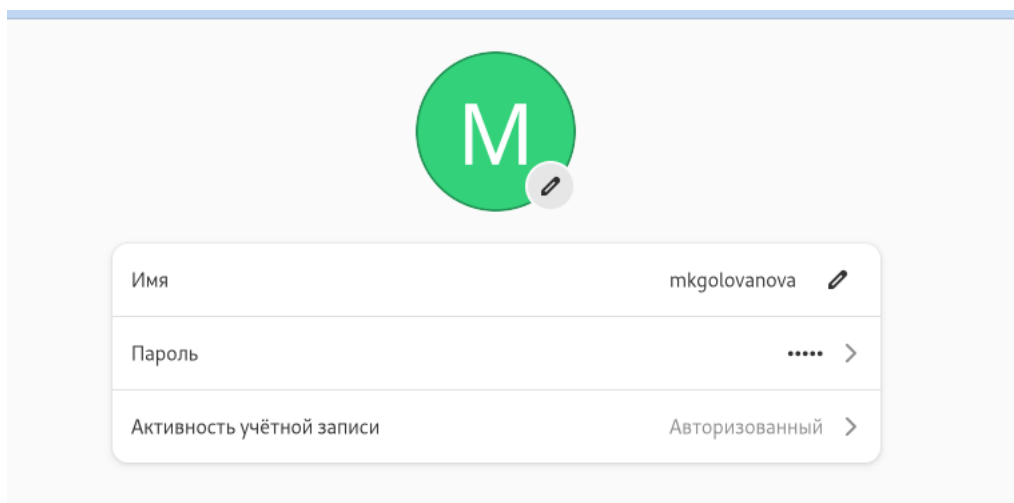 M
Имя mkgolovanova
Пароль •••••
Активность учётной записи Авторизованный